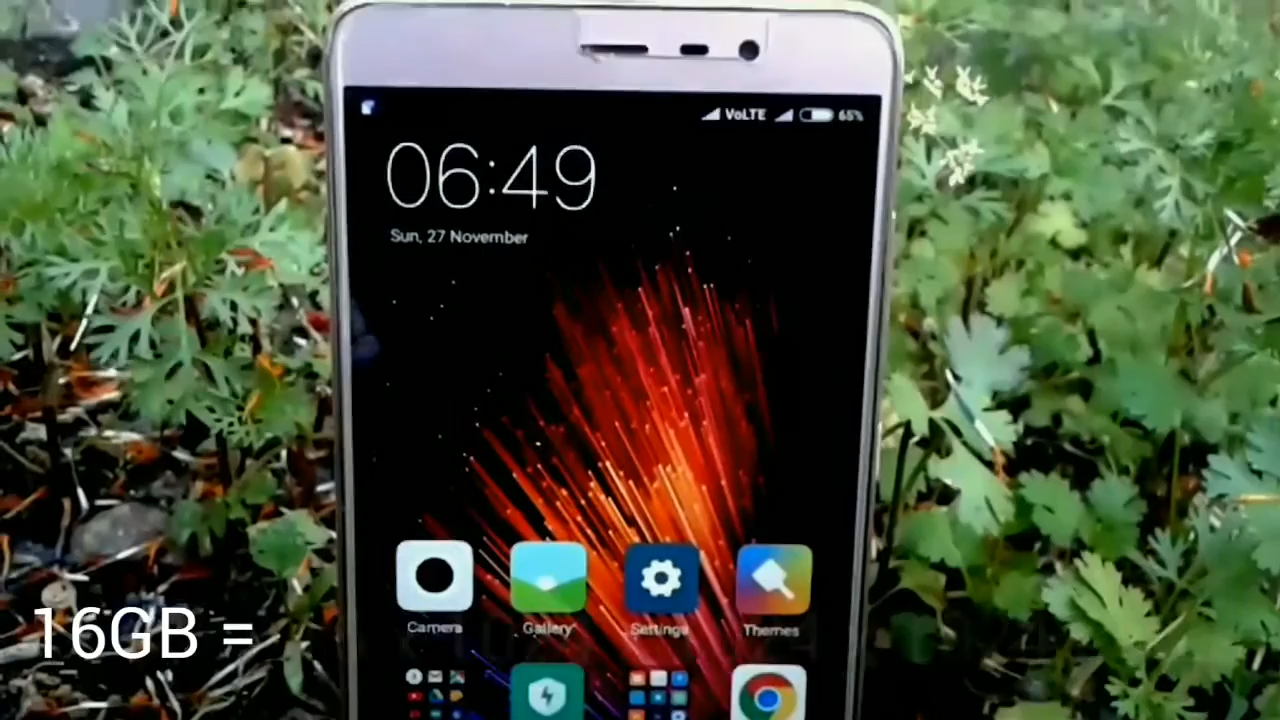 VoLTE 65%
06:49
Sun, 27 November
Camera Gallery Settings Themes
16GB =